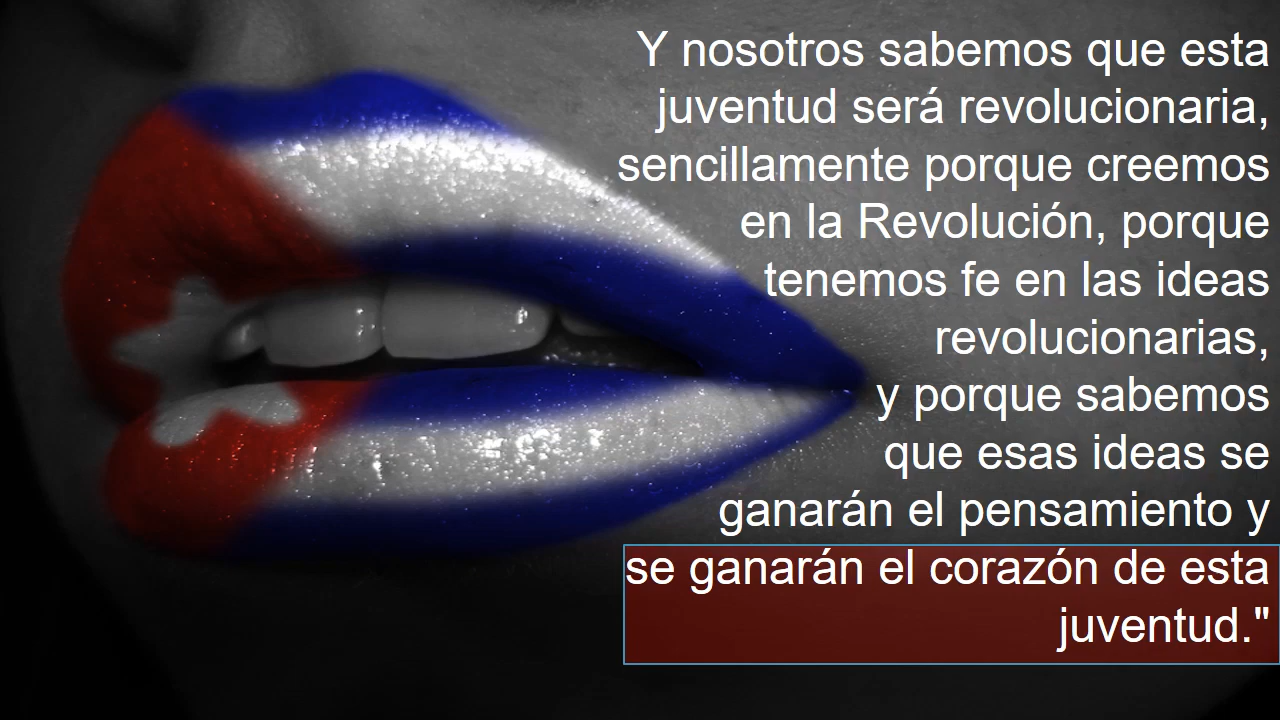 Y nosotros sabemos que esta
juventud será revolucionaria,
sencillamente porque creemos
en la Revolución, porque
tenemos fe en las ideas
revolucionarias,
y porque sabemos
que esas ideas se
ganarán el pensamiento y
se ganarán el corazón de esta
juventud."